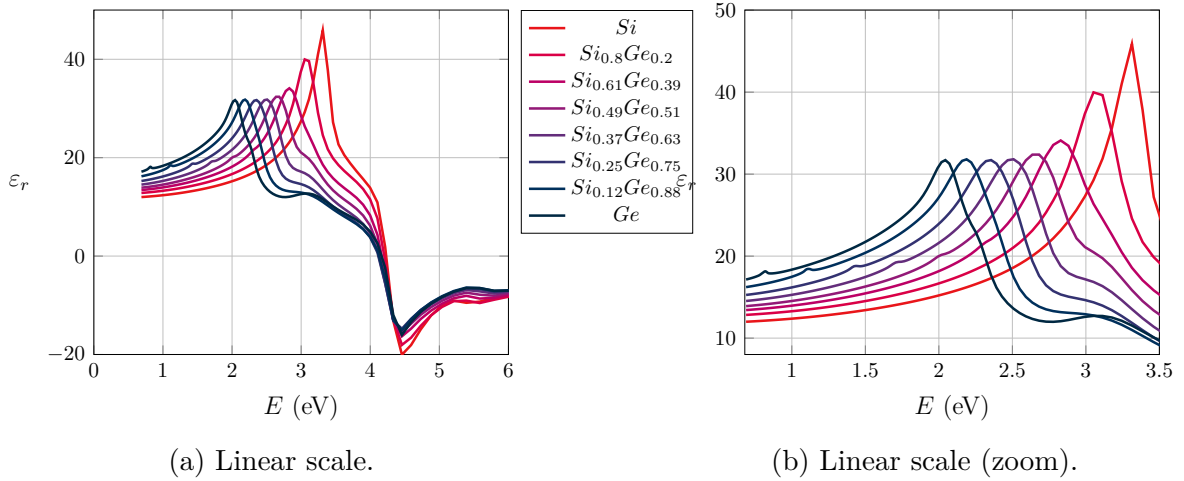 40
20
0
−20
0
1
2
3
4
5
6
E (eV)
ε_r
Si
Si_{0.8}Ge_{0.2}
Si_{0.61}Ge_{0.39}
Si_{0.49}Ge_{0.51}
Si_{0.37}Ge_{0.63}
Si_{0.25}Ge_{0.75}
Si_{0.12}Ge_{0.88}
Ge
50
40
30
20
10
1
1.5
2
2.5
3
3.5
E (eV)
ε_r
(a) Linear scale.
(b) Linear scale (zoom).